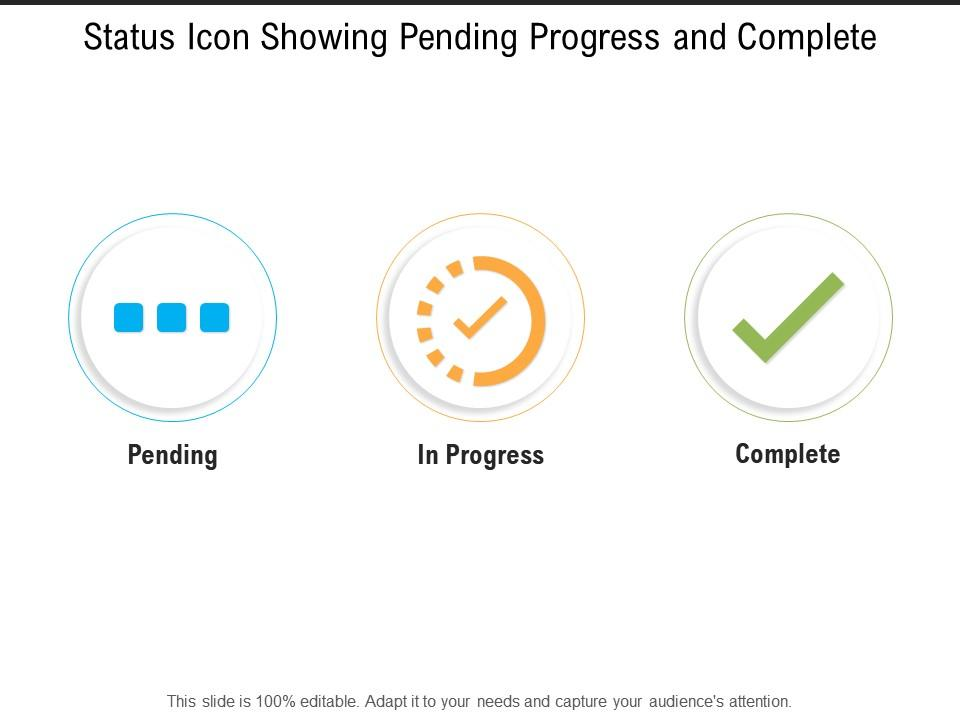 Status Icon Showing Pending Progress and Complete
Pending
In Progress
Complete
This slide is 100% editable. Adapt it to your needs and capture your audience's attention.